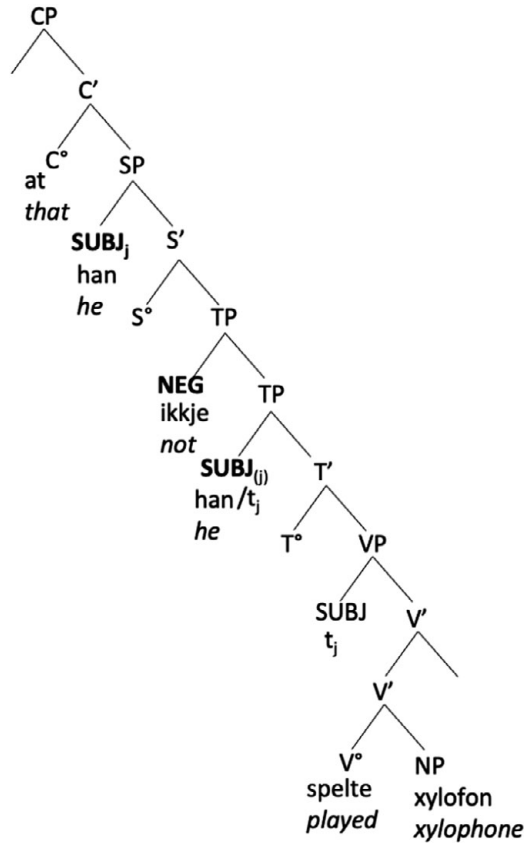 CP
C'
C° SP
at
that
SUBJj S'
han
he
S° TP
NEG TP
ikkje
not
SUBJ(j) T'
han/tj
he
T° VP
SUBJ V'
tj
V'
V° NP
spelte xylofon
played xylophone